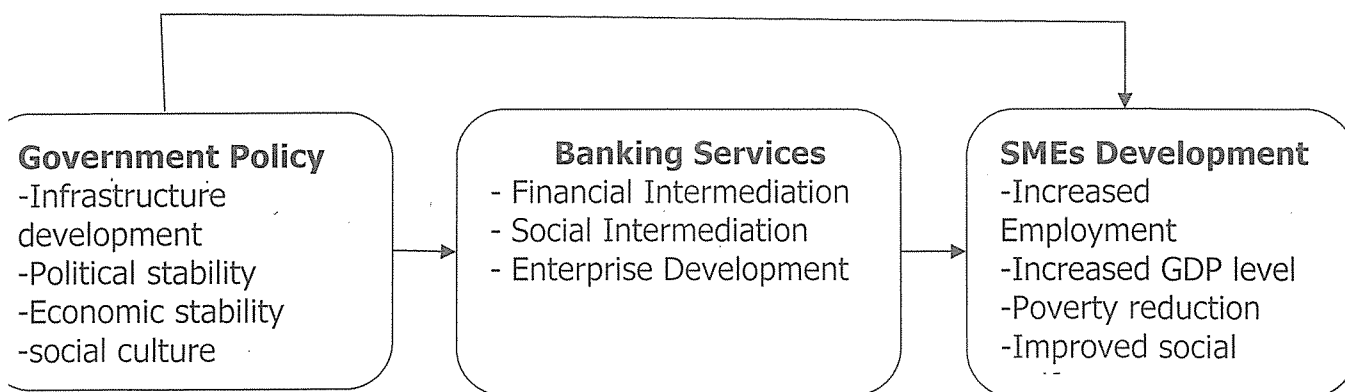 Government Policy
-Infrastructure
development
-Political stability
-Economic stability
-social culture
Banking Services
- Financial Intermediation
- Social Intermediation
- Enterprise Development
SMEs Development
-Increased
Employment
-Increased GDP level
-Poverty reduction
-Improved social